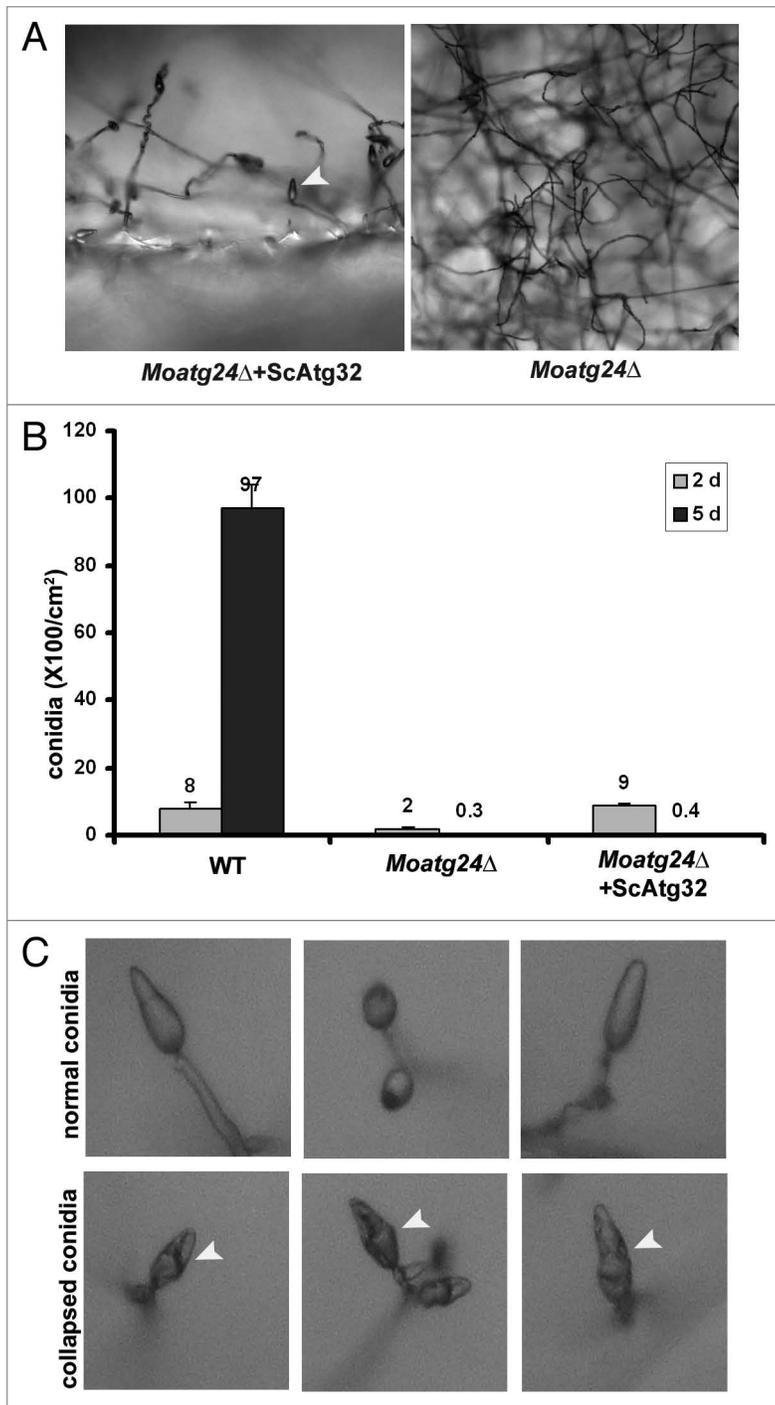 A
Moatg24Δ+ScAtg32
Moatg24Δ
B
120
100
80
60
40
20
0
conidia (X100/cm²)
2 d
5 d
97
8
2
0.3
9
0.4
WT
Moatg24Δ
Moatg24Δ
+ScAtg32
C
normal conidia
collapsed conidia